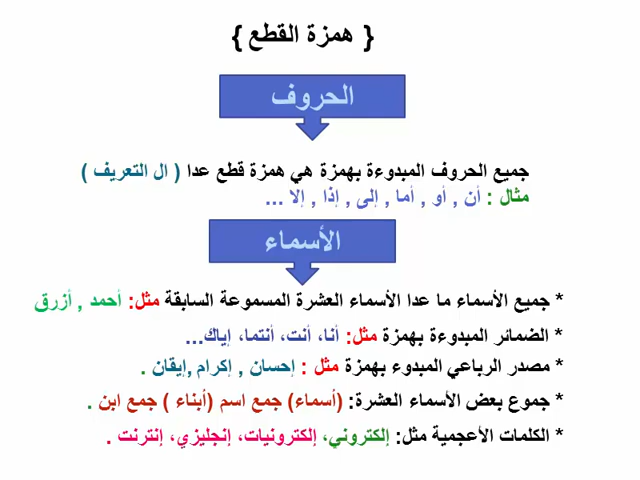 { همزة القطع }
الحروف
جميع الحروف المبدوءة بهمزة هي همزة قطع عدا ( ال التعريف )
مثال : أن , أو , أما , إلى , إذا , إلا ...
الأسماء
* جميع الأسماء ما عدا الأسماء العشرة المسموعة السابقة مثل: أحمد , أزرق
* الضمائر المبدوءة بهمزة مثل: أنا، أنت، أنتما، إياك...
* مصدر الرباعي المبدوء بهمزة مثل : إحسان , إكرام ,إيقان .
* جموع بعض الأسماء العشرة: (أسماء) جمع اسم (أبناء ) جمع ابن .
* الكلمات الأعجمية مثل: إلكتروني، إلكترونيات، إنجليزي، إنترنت .